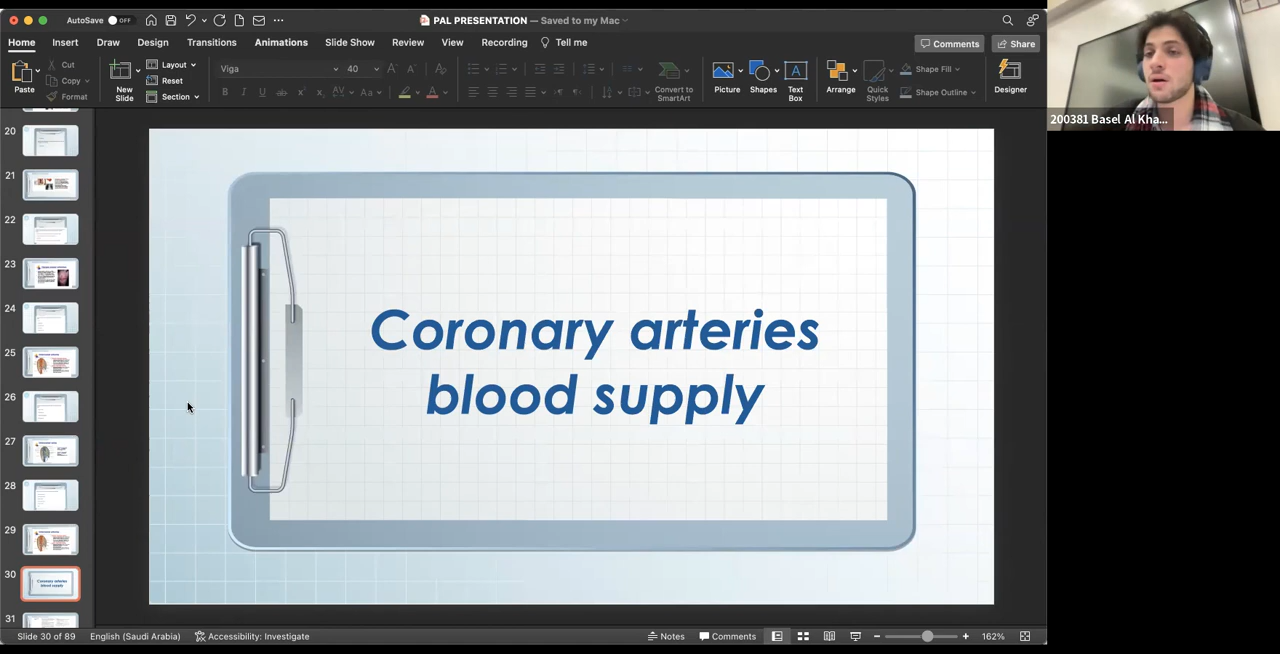 AutoSave OFF
PAL PRESENTATION — Saved to my Mac
Home Insert Draw Design Transitions Animations Slide Show Review View Recording Tell me
Comments Share
Paste
Cut
Copy
Format
New Slide
Layout
Reset
Section
Viga 40
Convert to SmartArt
Picture
Shapes
Text Box
Arrange
Quick Styles
Shape Fill
Shape Outline
Designer
200381 Basel Al Kha...
20
21
22
23
24
25
26
27
28
29
30
Coronary arteries
blood supply
31
Coronary arteries
blood supply
Slide 30 of 89 English (Saudi Arabia) Accessibility: Investigate Notes Comments 162%